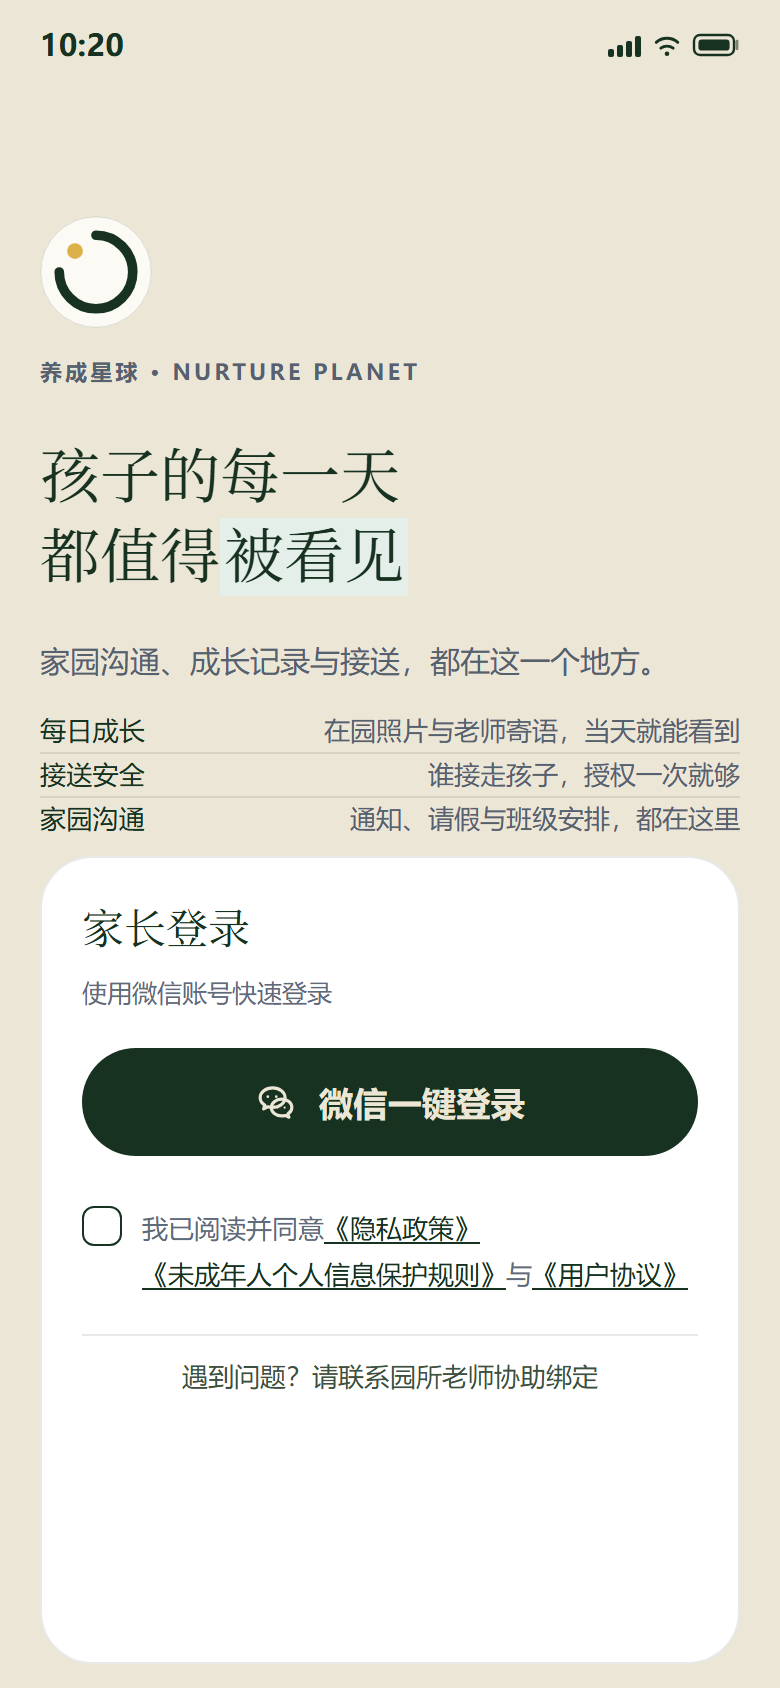 10:20
养成星球 • NURTURE PLANET
孩子的每一天
都值得被看见
家园沟通、成长记录与接送，都在这一个地方。
每日成长 在园照片与老师寄语，当天就能看到
接送安全 谁接走孩子，授权一次就够
家园沟通 通知、请假与班级安排，都在这里
家长登录
使用微信账号快速登录
微信一键登录
我已阅读并同意《隐私政策》
《未成年人个人信息保护规则》与《用户协议》
遇到问题？请联系园所老师协助绑定